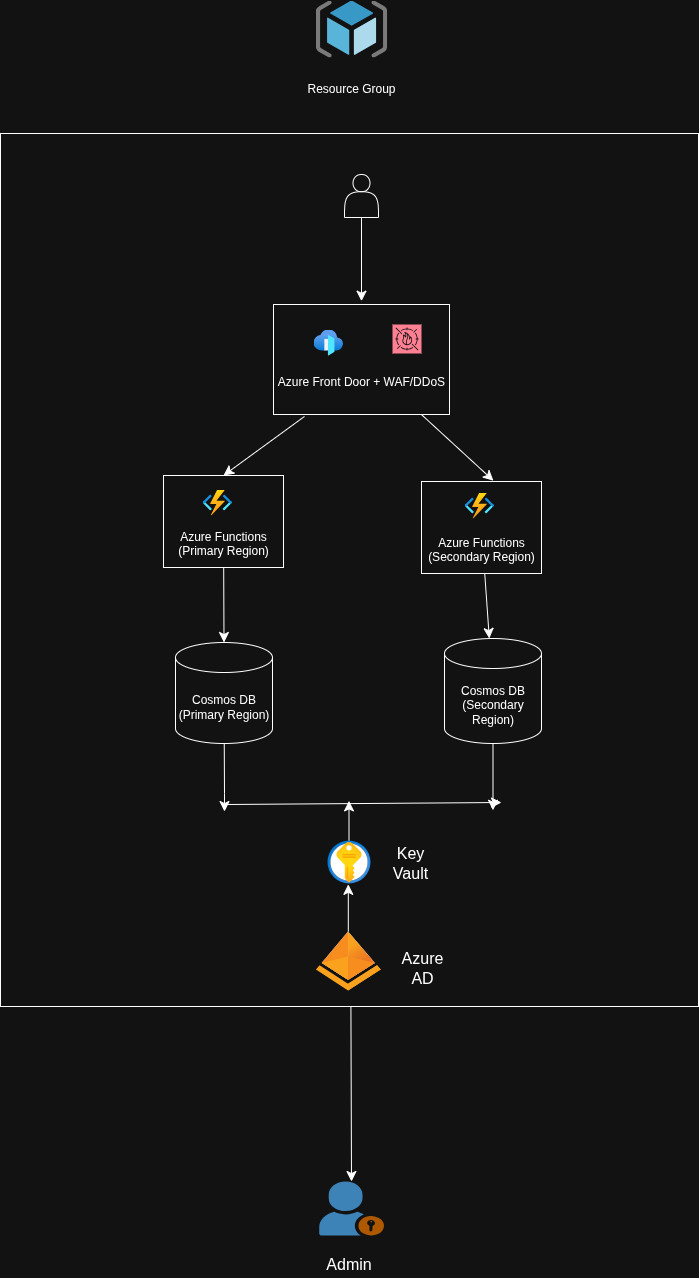 Resource Group
Azure Front Door + WAF/DDoS
Azure Functions
(Primary Region)
Azure Functions
(Secondary Region)
Cosmos DB
(Primary Region)
Cosmos DB
(Secondary
Region)
Key
Vault
Azure
AD
Admin